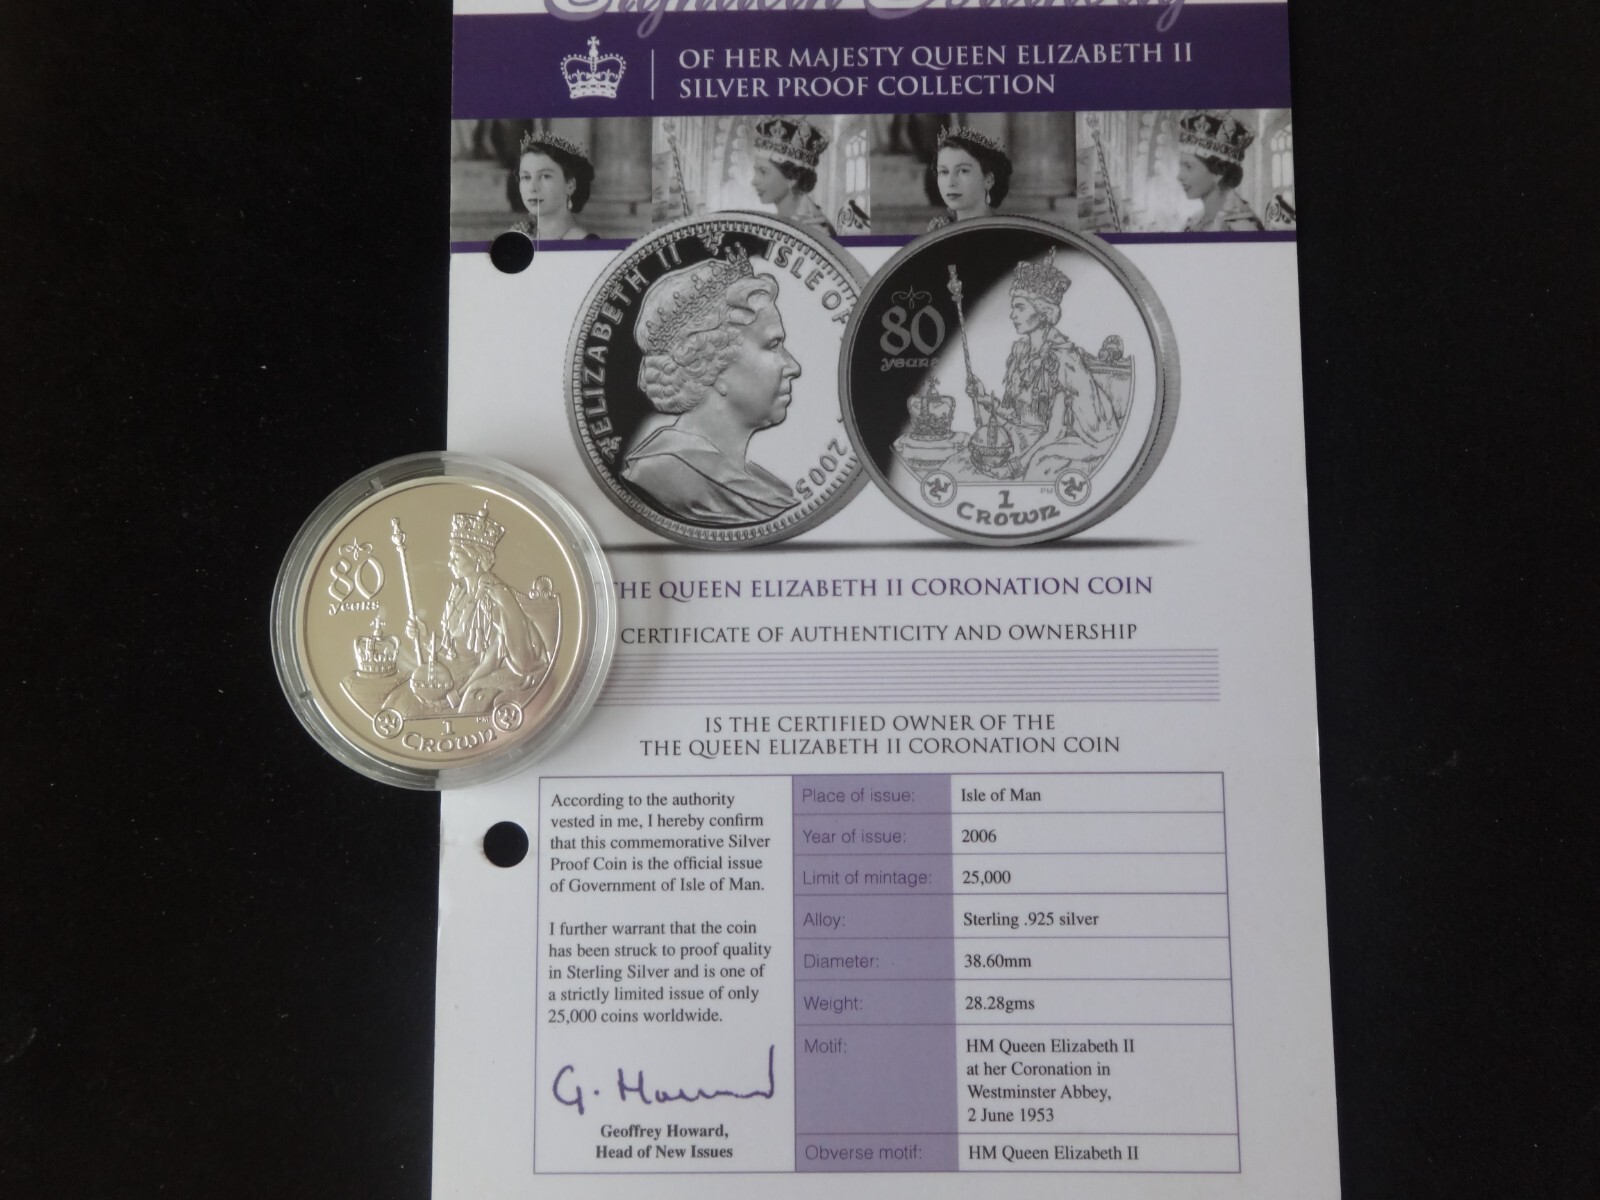 OF HER MAJESTY QUEEN ELIZABETH II
SILVER PROOF COLLECTION
ELIZABETH II
ISLE OF
2005
80
years
1
CROWN
PM
80
years
1
CROWN
PM
THE QUEEN ELIZABETH II CORONATION COIN
CERTIFICATE OF AUTHENTICITY AND OWNERSHIP
IS THE CERTIFIED OWNER OF THE
THE QUEEN ELIZABETH II CORONATION COIN
According to the authority
vested in me, I hereby confirm
that this commemorative Silver
Proof Coin is the official issue
of Government of Isle of Man.
I further warrant that the coin
has been struck to proof quality
in Sterling Silver and is one of
a strictly limited issue of only
25,000 coins worldwide.
G. Howard
Geoffrey Howard,
Head of New Issues
Place of issue: Isle of Man
Year of issue: 2006
Limit of mintage: 25,000
Alloy: Sterling .925 silver
Diameter: 38.60mm
Weight: 28.28gms
Motif: HM Queen Elizabeth II
at her Coronation in
Westminster Abbey,
2 June 1953
Obverse motif: HM Queen Elizabeth II